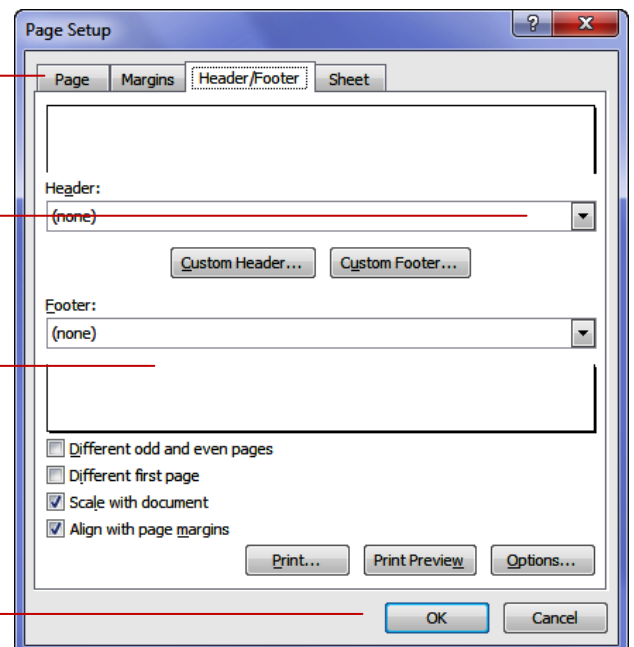 Page Setup
Page Margins Header/Footer Sheet
Header:
(none)
Custom Header... Custom Footer...
Footer:
(none)
Different odd and even pages
Different first page
Scale with document
Align with page margins
Print... Print Preview Options...
OK Cancel